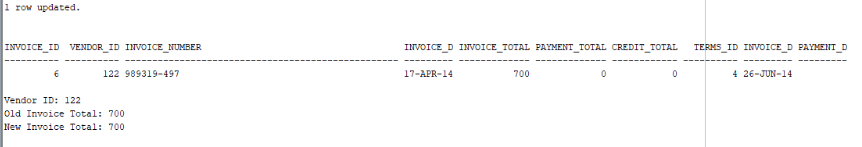 1 row updated.
INVOICE_ID VENDOR_ID INVOICE_NUMBER INVOICE_D INVOICE_TOTAL PAYMENT_TOTAL CREDIT_TOTAL TERMS_ID INVOICE_D PAYMENT_D
---------- ---------- -------------------------------------------------- --------- ------------- ------------- ------------ ---------- --------- ---------
6 122 989319-497 17-APR-14 700 0 0 4 26-JUN-14
Vendor ID: 122
Old Invoice Total: 700
New Invoice Total: 700